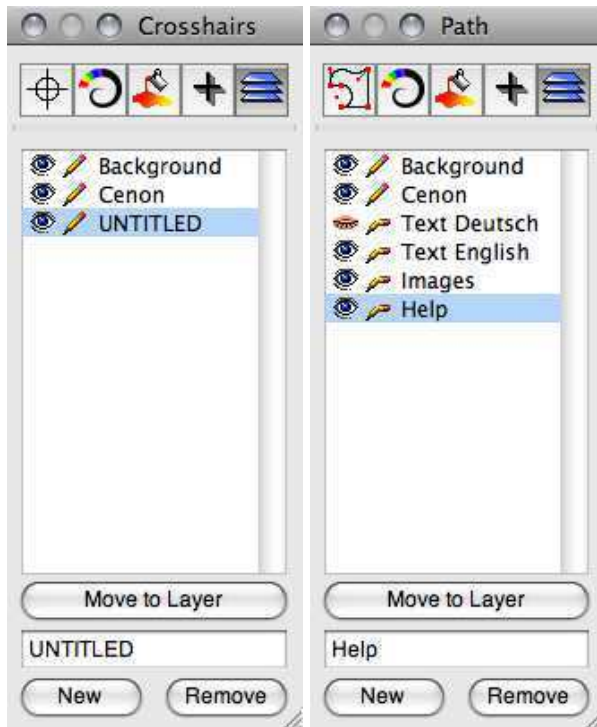 Crosshairs
Background
Cenon
UNTITLED
Move to Layer
UNTITLED
New Remove
Path
Background
Cenon
Text Deutsch
Text English
Images
Help
Move to Layer
Help
New Remove